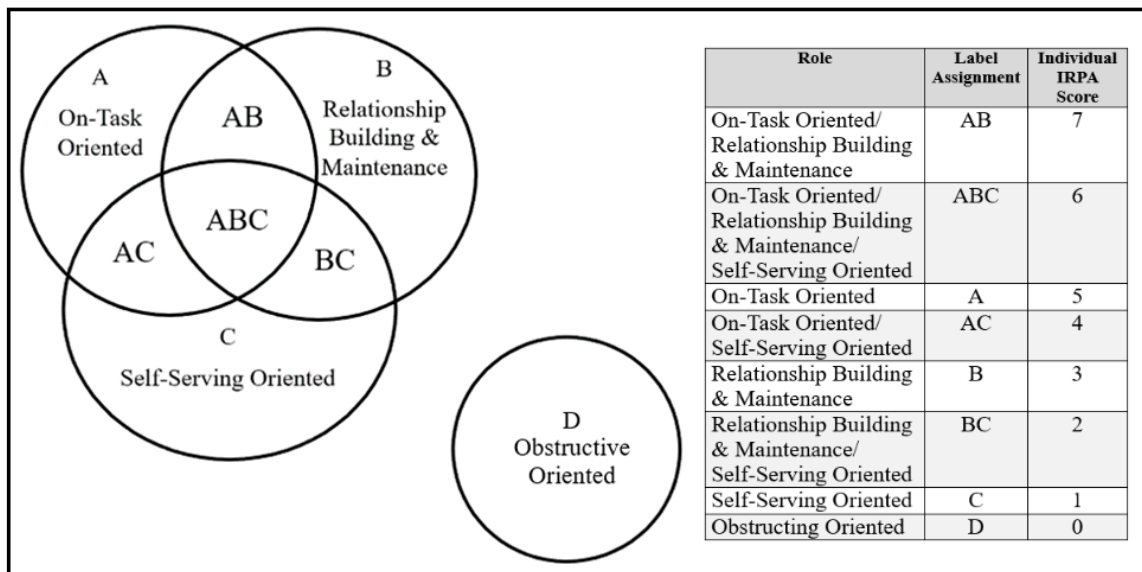 A
On-Task
Oriented
AB
B
Relationship
Building &
Maintenance
ABC
AC
BC
C
Self-Serving Oriented
D
Obstructive
Oriented
Role Label Assignment Individual IRPA Score
On-Task Oriented/ AB 7
Relationship Building
& Maintenance
On-Task Oriented/ ABC 6
Relationship Building
& Maintenance/
Self-Serving Oriented
On-Task Oriented A 5
On-Task Oriented/ AC 4
Self-Serving Oriented
Relationship Building B 3
& Maintenance
Relationship Building BC 2
& Maintenance/
Self-Serving Oriented
Self-Serving Oriented C 1
Obstructing Oriented D 0